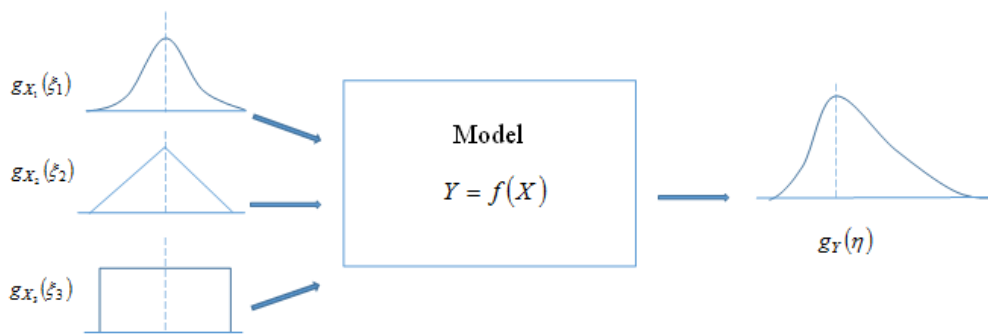 g_{X_1}(ξ_1)
g_{X_2}(ξ_2)
g_{X_3}(ξ_3)
Model
Y = f(X)
g_Y(η)